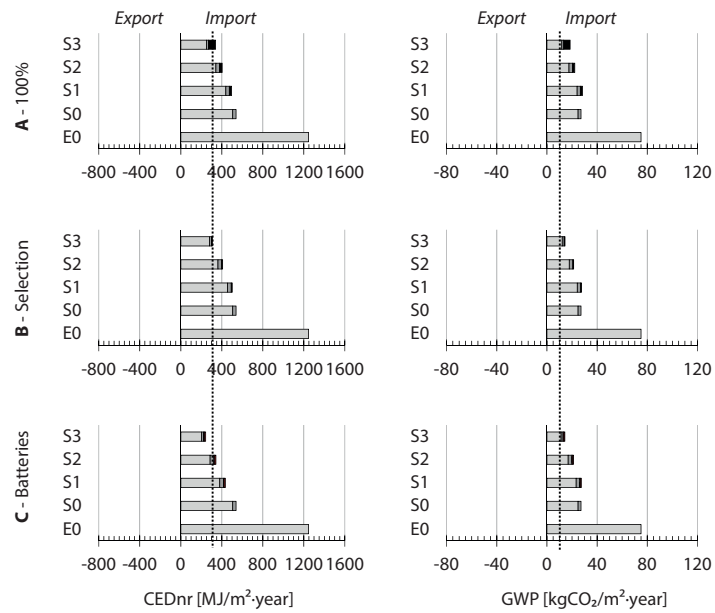 Export Import Export Import
A - 100%
S3 S3
S2 S2
S1 S1
S0 S0
E0 E0
-800 -400 0 400 800 1200 1600 -80 -40 0 40 80 120
B - Selection
S3 S3
S2 S2
S1 S1
S0 S0
E0 E0
-800 -400 0 400 800 1200 1600 -80 -40 0 40 80 120
C - Batteries
S3 S3
S2 S2
S1 S1
S0 S0
E0 E0
-800 -400 0 400 800 1200 1600 -80 -40 0 40 80 120
CEDnr [MJ/m²·year] GWP [kgCO₂/m²·year]